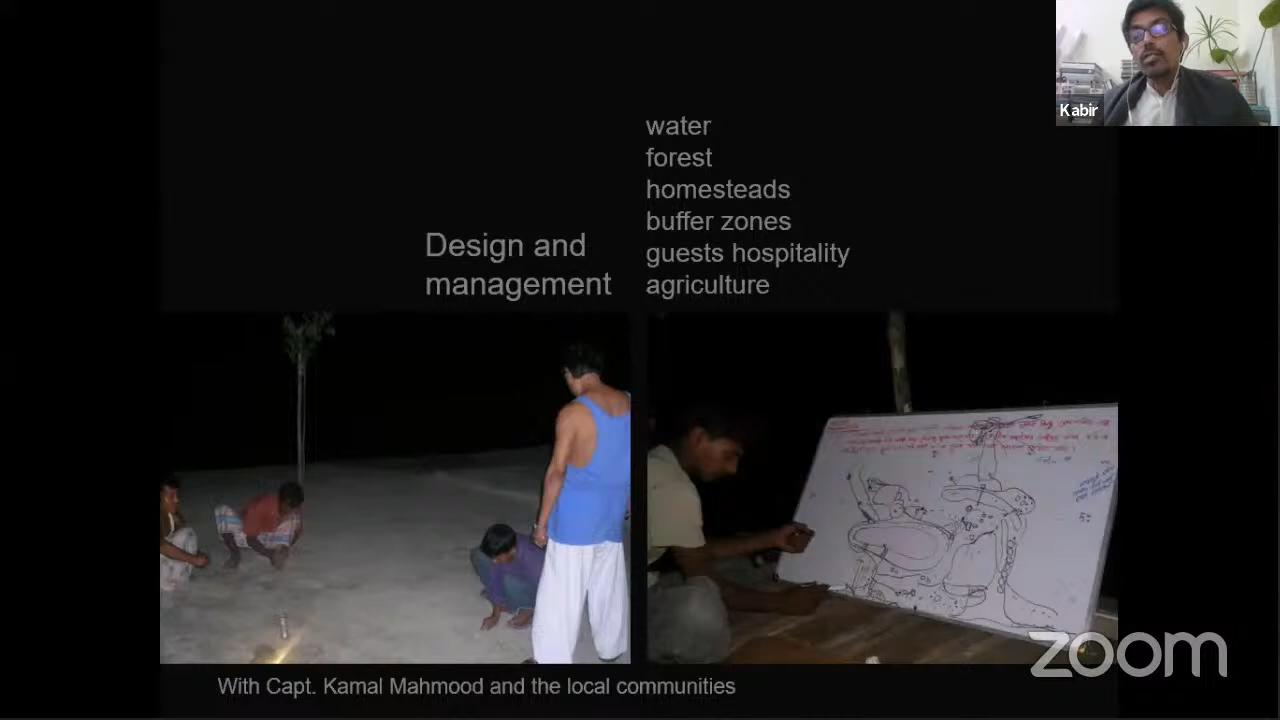 Kabir
water
forest
homesteads
buffer zones
guests hospitality
agriculture
Design and
management
With Capt. Kamal Mahmood and the local communities
zoom